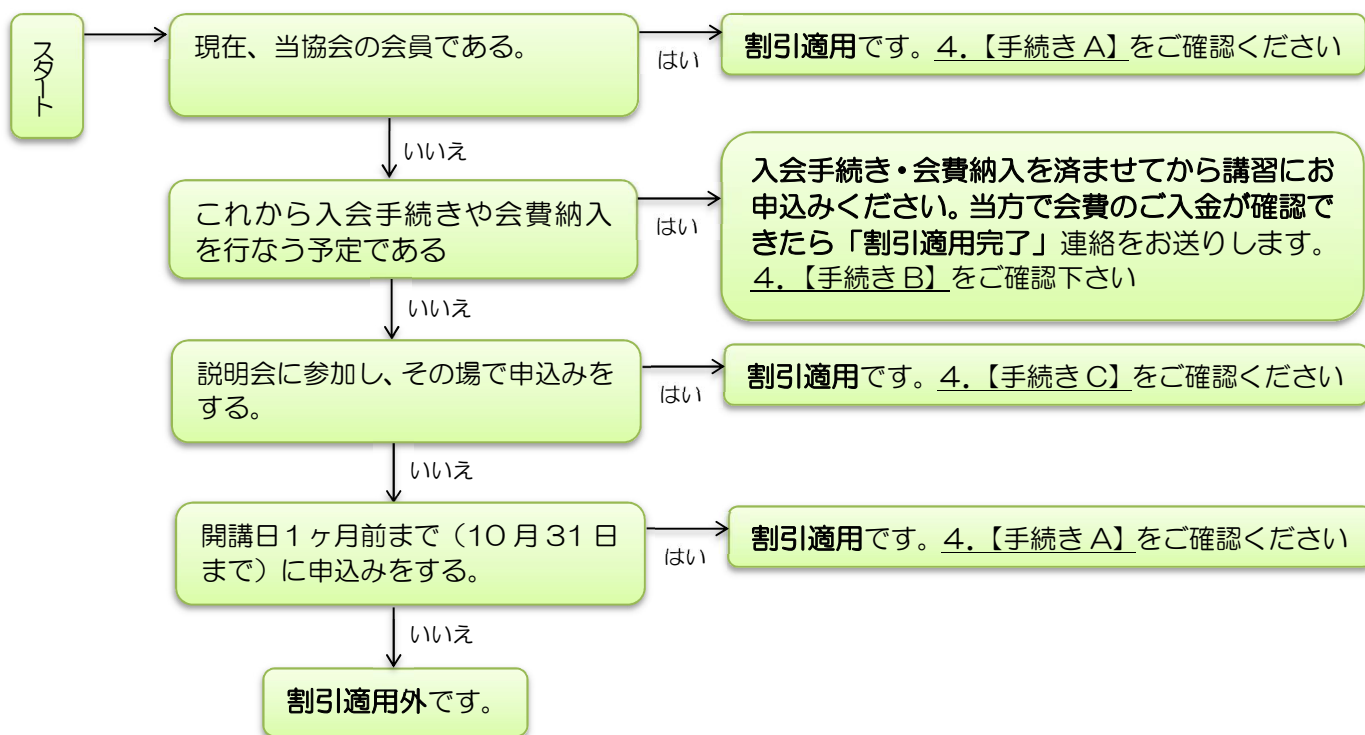 スタート
現在、当協会の会員である。
はい
割引適用です。４．【手続きＡ】をご確認ください
いいえ
これから入会手続きや会費納入
を行なう予定である
はい
入会手続き・会費納入を済ませてから講習にお
申込みください。当方で会費のご入金が確認で
きたら「割引適用完了」連絡をお送りします。
４．【手続きＢ】をご確認下さい
いいえ
説明会に参加し、その場で申込みを
する。
はい
割引適用です。４．【手続きＣ】をご確認ください
いいえ
開講日１ヶ月前まで（10 月 31 日
まで）に申込みをする。
はい
割引適用です。４．【手続きＡ】をご確認ください
いいえ
割引適用外です。